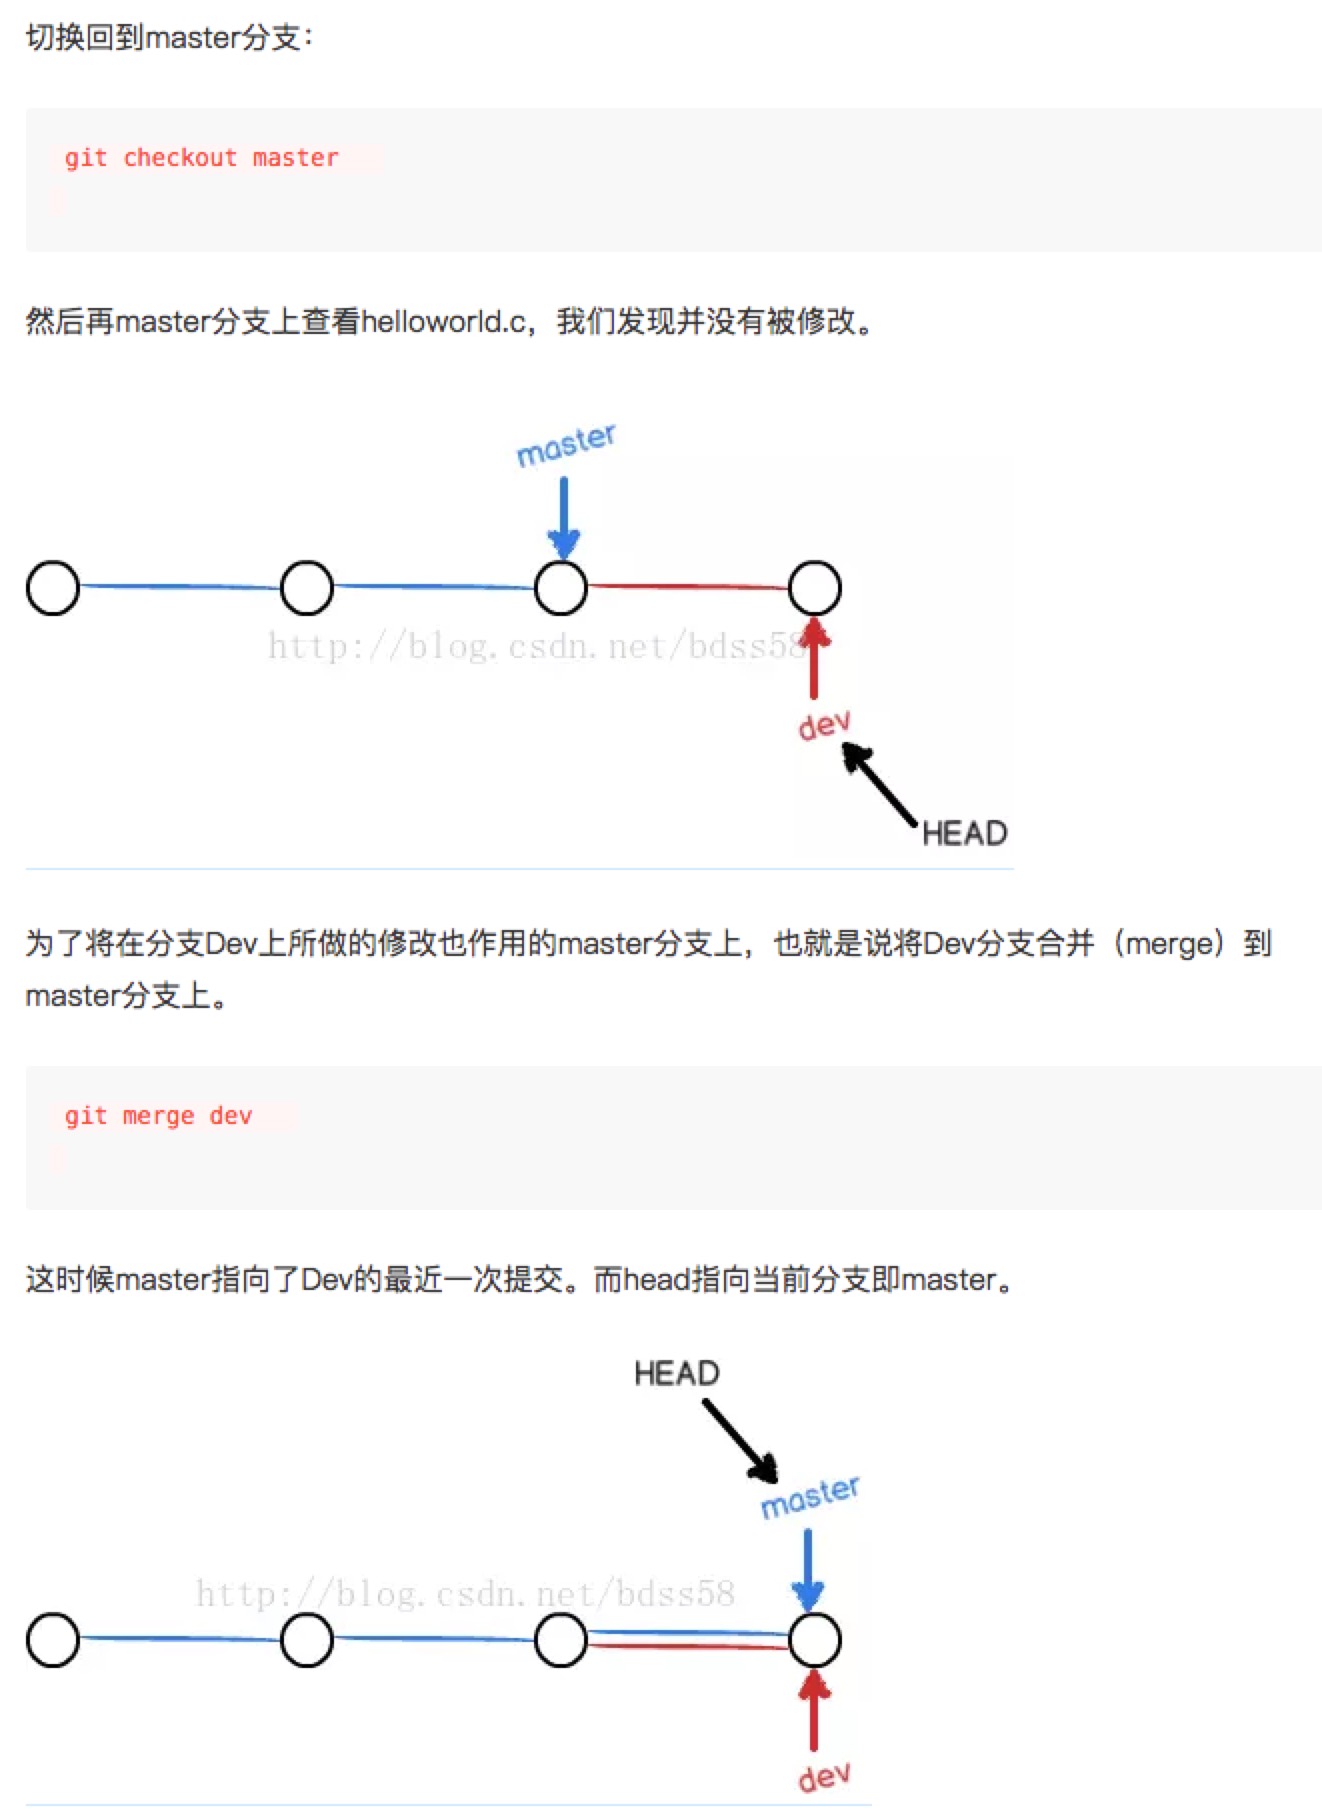 切换回到master分支：
git checkout master
然后再master分支上查看helloworld.c，我们发现并没有被修改。
master
http://blog.csdn.net/bdss58
dev
HEAD
为了将在分支Dev上所做的修改也作用的master分支上，也就是说将Dev分支合并（merge）到
master分支上。
git merge dev
这时候master指向了Dev的最近一次提交。而head指向当前分支即master。
HEAD
master
http://blog.csdn.net/bdss58
dev